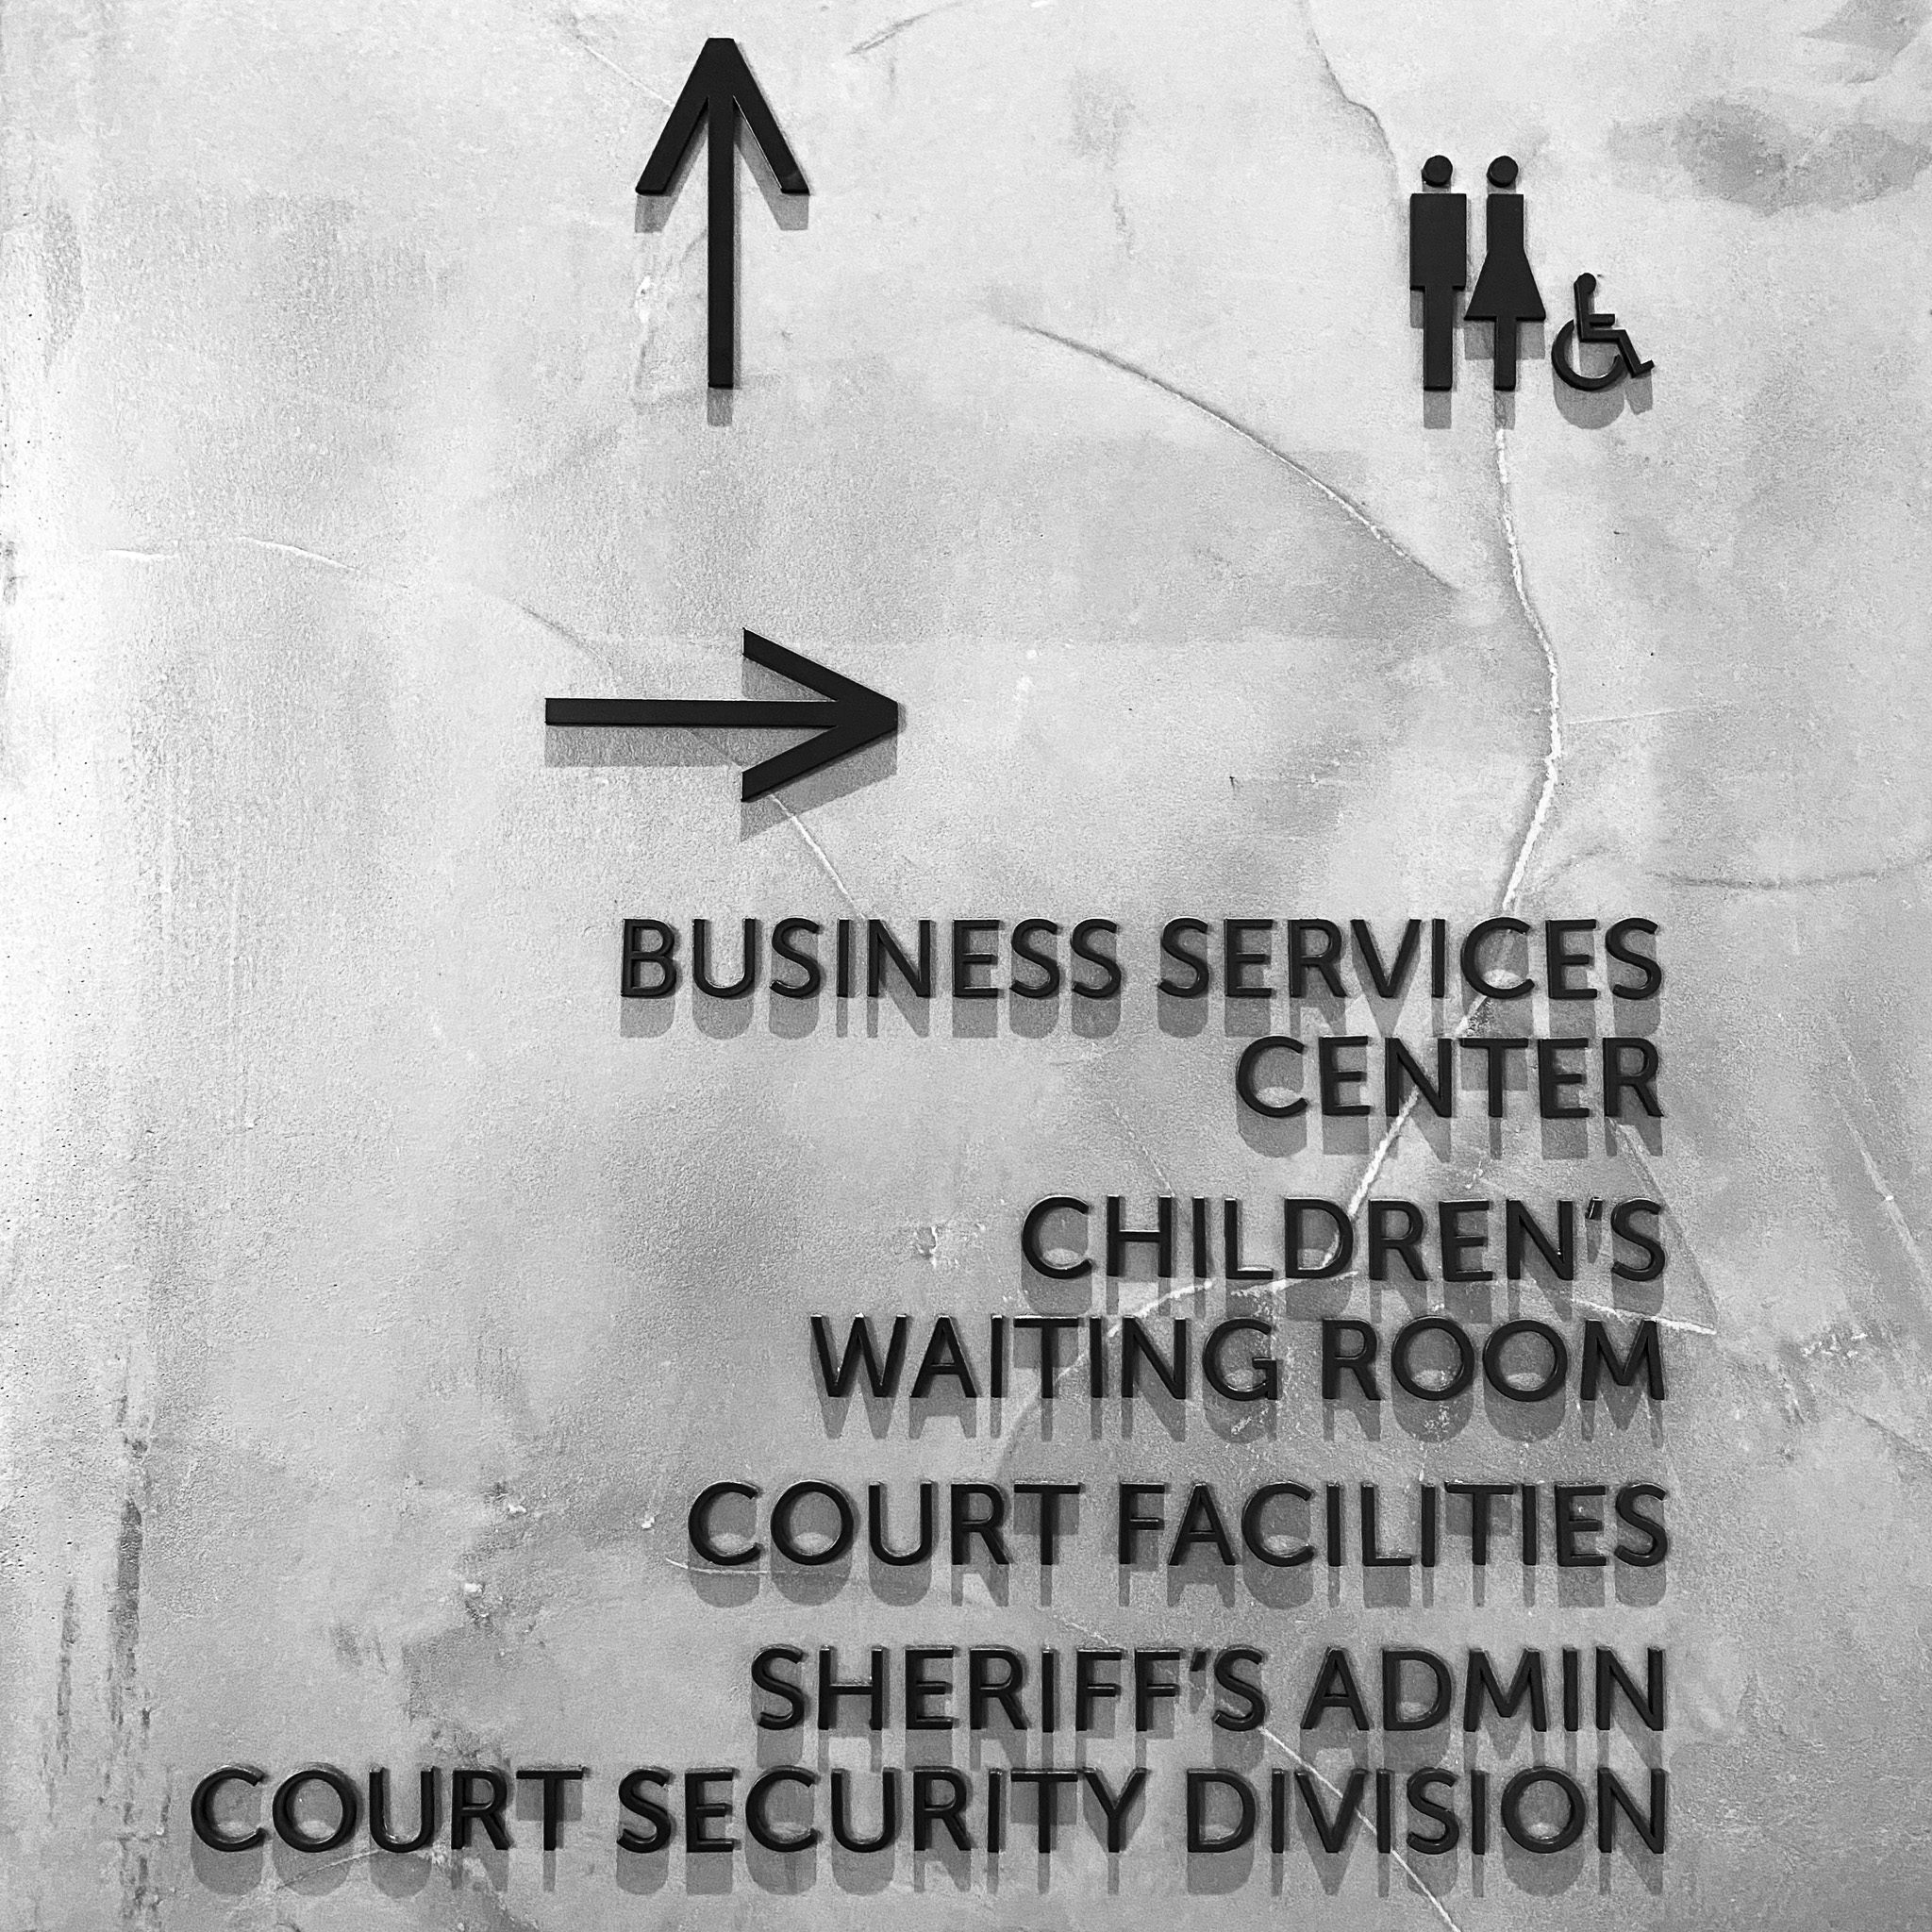 BUSINESS SERVICES
CENTER
CHILDREN'S
WAITING ROOM
COURT FACILITIES
SHERIFF'S ADMIN
COURT SECURITY DIVISION